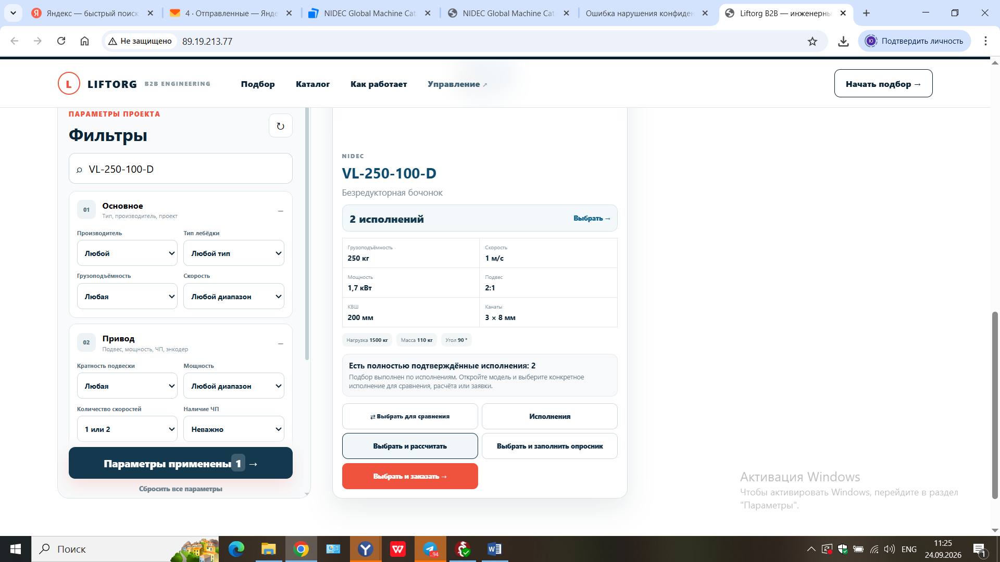 Яндекс — быстрый поиск
4 · Отправленные — Янде
NIDEC Global Machine Cat
NIDEC Global Machine Cat
Ошибка нарушения конфиден
Liftorg B2B — инженерны
Не защищено
89.19.213.77
Ю
Подтвердить личность
L
LIFTORG
B2B ENGINEERING
Подбор
Каталог
Как работает
Управление ↗
Начать подбор →
ПАРАМЕТРЫ ПРОЕКТА
Фильтры
↻
VL-250-100-D
01
Основное
Тип, производитель, проект
Производитель
Тип лебёдки
Любой
Любой тип
Грузоподъёмность
Скорость
Любая
Любой диапазон
02
Привод
Подвес, мощность, ЧП, энкодер
Кратность подвески
Мощность
Любая
Любой диапазон
Количество скоростей
Наличие ЧП
1 или 2
Неважно
Параметры применены 1 →
Сбросить все параметры
NIDEC
VL-250-100-D
Безредукторная бочонок
2 исполнений
Выбрать →
Грузоподъёмность
250 кг
Скорость
1 м/с
Мощность
1,7 кВт
Подвес
2:1
КВШ
200 мм
Канаты
3 × 8 мм
Нагрузка 1500 кг
Масса 110 кг
Угол 90 °
Есть полностью подтверждённые исполнения: 2
Подбор выполнен по исполнениям. Откройте модель и выберите конкретное
исполнение для сравнения, расчёта или заявки.
⇄ Выбрать для сравнения
Исполнения
Выбрать и рассчитать
Выбрать и заполнить опросник
Выбрать и заказать →
Активация Windows
Чтобы активировать Windows, перейдите в раздел
"Параметры".
Поиск
..94
ENG
11:25
24.09.2026
1